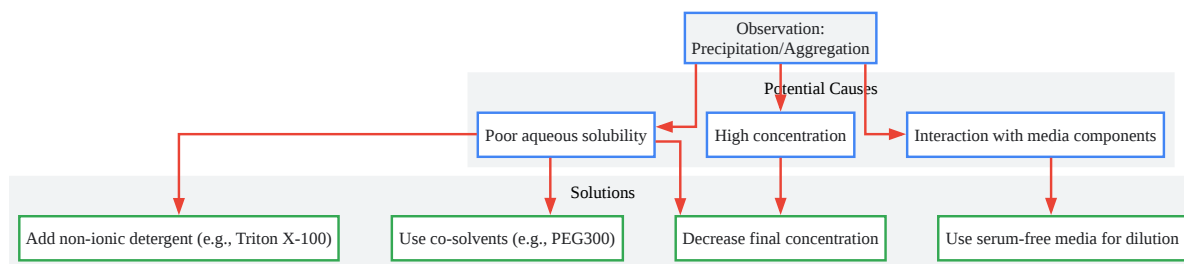 Observation:
Precipitation/Aggregation
Potential Causes
Poor aqueous solubility
High concentration
Interaction with media components
Solutions
Add non-ionic detergent (e.g., Triton X-100)
Use co-solvents (e.g., PEG300)
Decrease final concentration
Use serum-free media for dilution